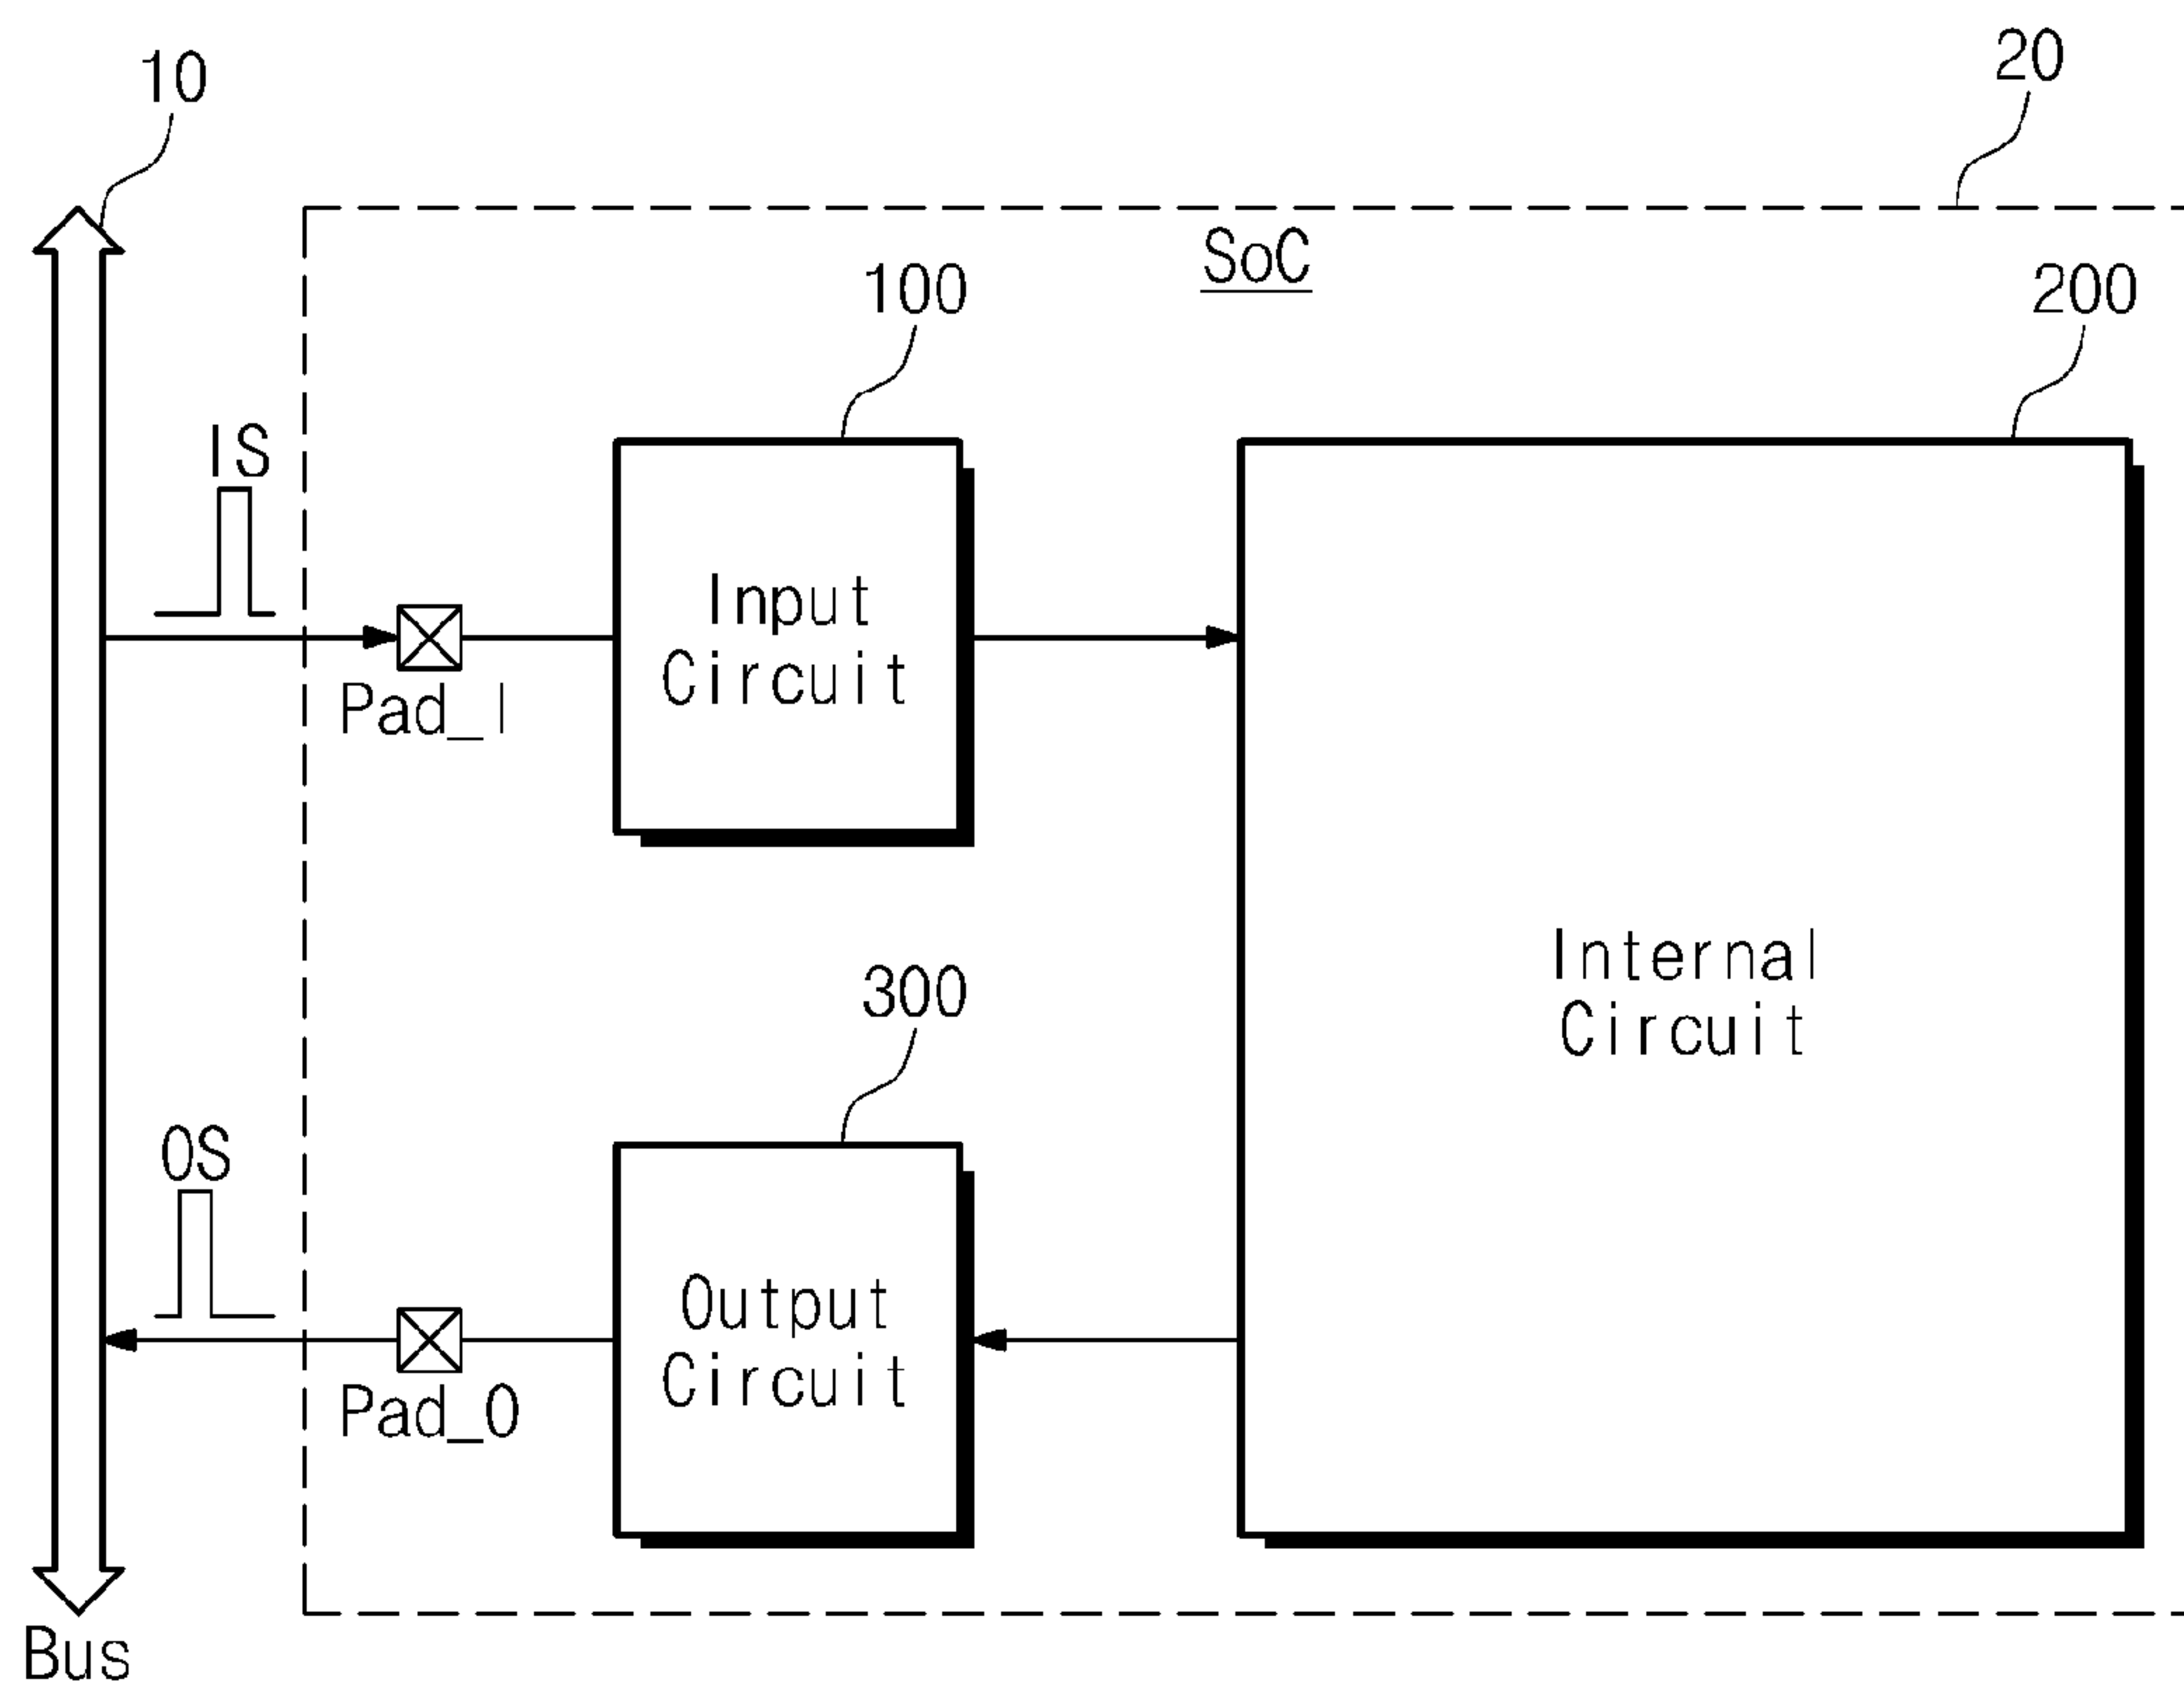 10
20
SoC
100
200
IS
Input
Circuit
Pad_I
Internal
Circuit
300
OS
Output
Circuit
Pad_O
Bus